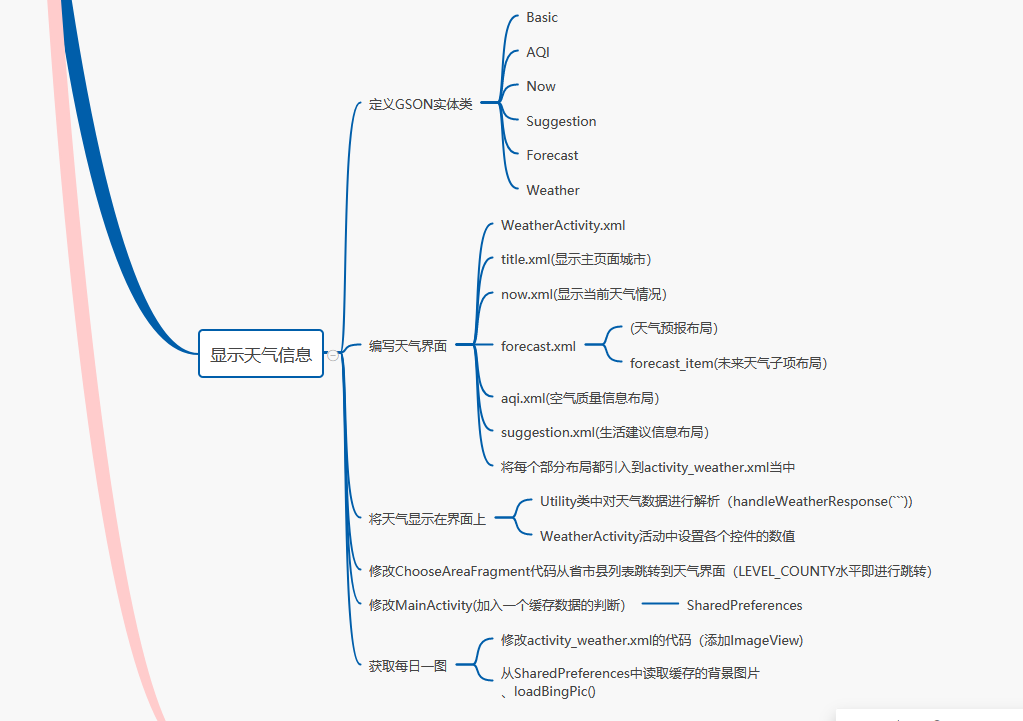 Basic
AQI
Now
定义GSON实体类
Suggestion
Forecast
Weather
WeatherActivity.xml
title.xml(显示主页面城市）
now.xml(显示当前天气情况）
(天气预报布局）
编写天气界面
forecast.xml
显示天气信息
forecast_item(未来天气子项布局）
aqi.xml(空气质量信息布局）
suggestion.xml(生活建议信息布局）
将每个部分布局都引入到activity_weather.xml当中
Utility类中对天气数据进行解析（handleWeatherResponse(```))
将天气显示在界面上
WeatherActivity活动中设置各个控件的数值
修改ChooseAreaFragment代码从省市县列表跳转到天气界面（LEVEL_COUNTY水平即进行跳转）
修改MainActivity(加入一个缓存数据的判断）
SharedPreferences
修改activity_weather.xml的代码（添加ImageView)
获取每日一图
从SharedPreferences中读取缓存的背景图片
、loadBingPic()